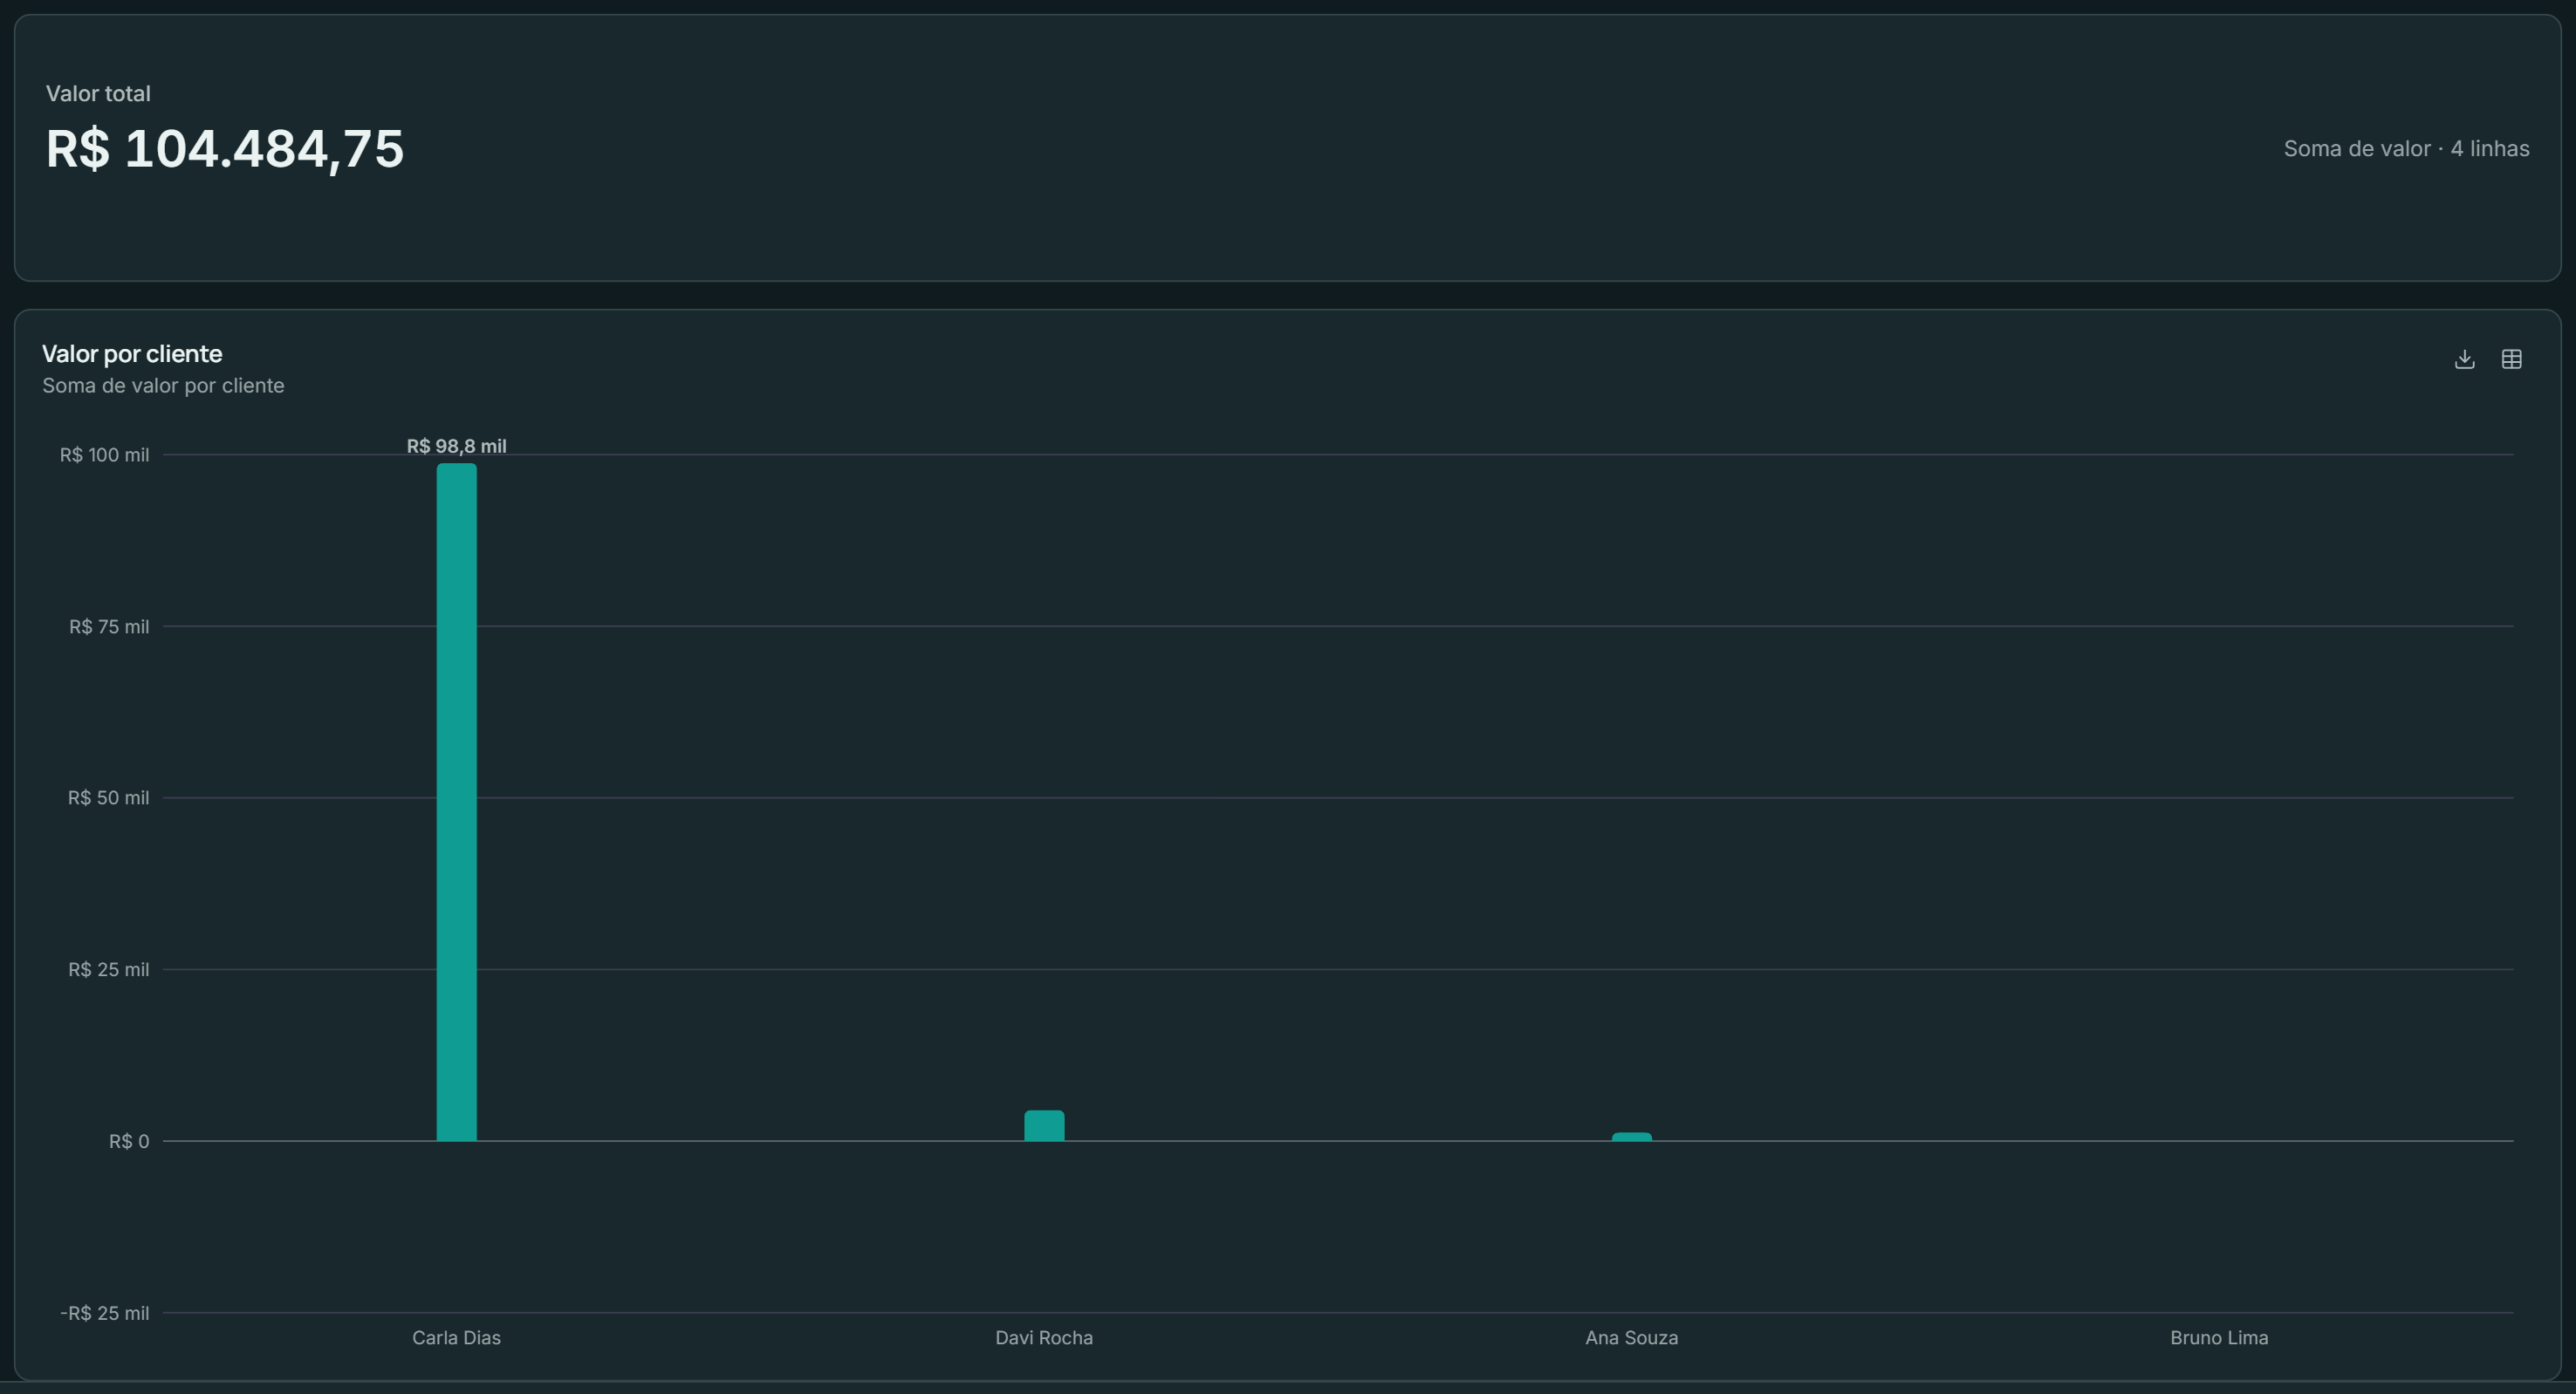 Valor total
R$ 104.484,75
Soma de valor · 4 linhas
Valor por cliente
Soma de valor por cliente
R$ 98,8 mil
R$ 100 mil
R$ 75 mil
R$ 50 mil
R$ 25 mil
R$ 0
-R$ 25 mil
Carla Dias
Davi Rocha
Ana Souza
Bruno Lima